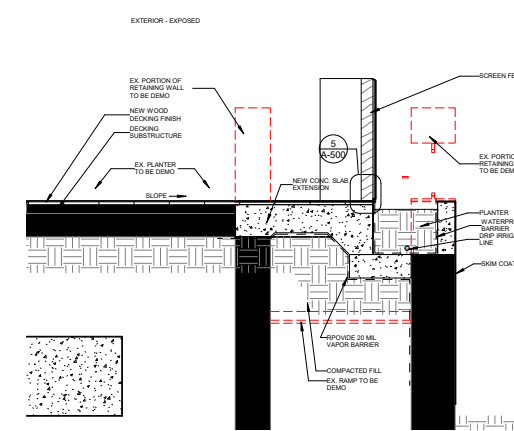 EXTERIOR - EXPOSED
EX. PORTION OF
RETAINING WALL
TO BE DEMO
NEW WOOD
DECKING FINISH
DECKING
SUBSTRUCTURE
EX. PLANTER
TO BE DEMO
SLOPE
5
A-500
NEW CONC. SLAB
EXTENSION
SCREEN FE
EX. PORTIO
RETAINING
TO BE DEM
PLANTER
WATERPR
BARRIER
DRIP IRRIG
LINE
SKIM COAT
RPOVIDE 20 MIL
VAPOR BARRIER
COMPACTED FILL
EX. RAMP TO BE
DEMO